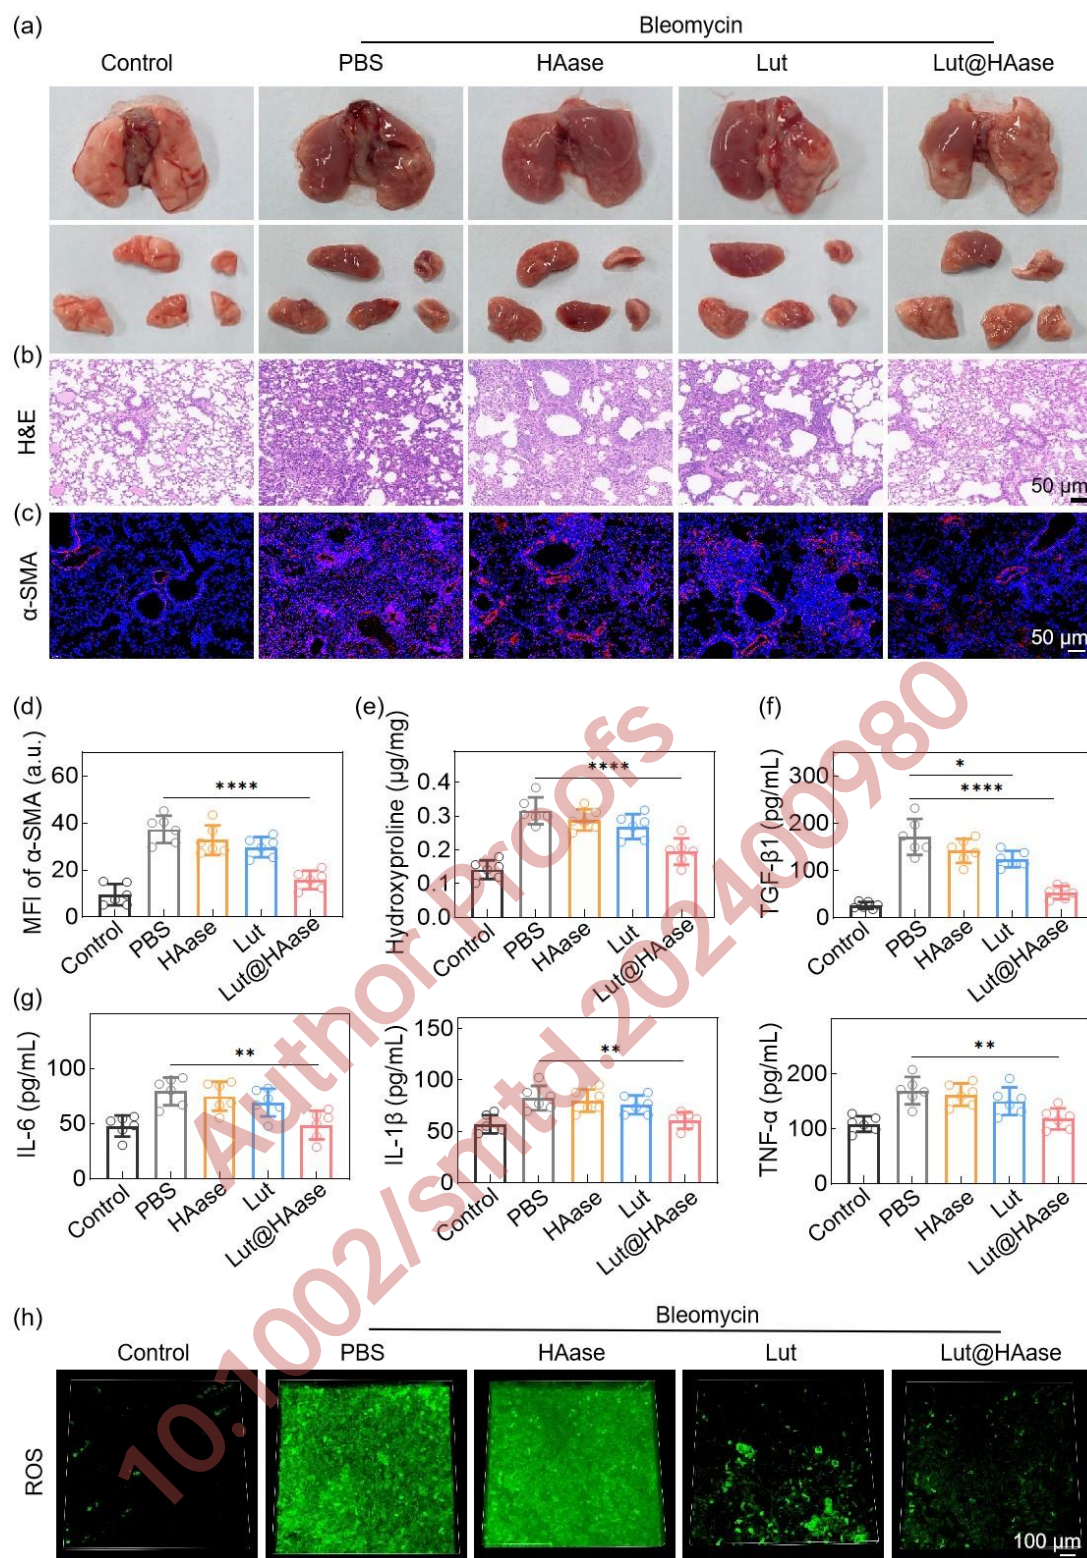 (a)
Bleomycin
Control PBS HAase Lut Lut@HAase
(b)
H&E
50 μm
(c)
α-SMA
50 μm
(d)
MFI of α-SMA (a.u.)
60
40
20
0
****
Control PBS HAase Lut Lut@HAase
(e)
Hydroxyproline (μg/mg)
0.4
0.3
0.2
0.1
0.0
****
Control PBS HAase Lut Lut@HAase
(f)
TGF-β1 (pg/mL)
300
200
100
0
*
****
Control PBS HAase Lut Lut@HAase
(g)
IL-6 (pg/mL)
100
50
0
**
Control PBS HAase Lut Lut@HAase
IL-1β (pg/mL)
150
100
50
0
**
Control PBS HAase Lut Lut@HAase
TNF-α (pg/mL)
200
100
0
**
Control PBS HAase Lut Lut@HAase
(h)
Bleomycin
Control PBS HAase Lut Lut@HAase
ROS
100 μm
Author Proofs
10.1002/smtd.202400980